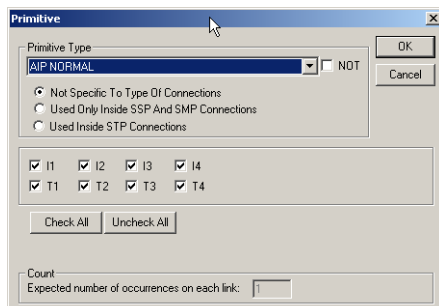 Primitive
Primitive Type
AIP NORMAL
NOT
OK
Cancel
Not Specific To Type Of Connections
Used Only Inside SSP And SMP Connections
Used Inside STP Connections
I1 I2 I3 I4
T1 T2 T3 T4
Check All Uncheck All
Count
Expected number of occurrences on each link: 1